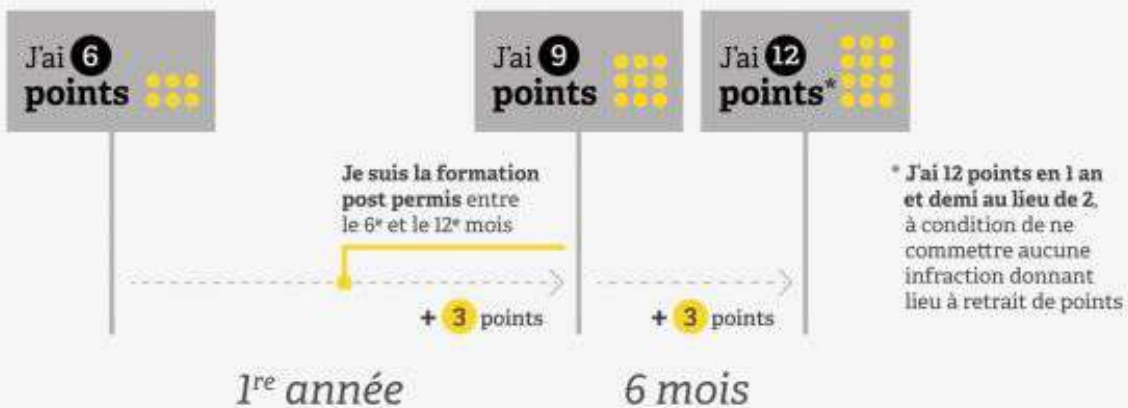 J'ai 6
points
J'ai 9
points
J'ai 12
points*
Je suis la formation
post permis entre
le 6e et le 12e mois
* J'ai 12 points en 1 an
et demi au lieu de 2,
à condition de ne
commettre aucune
infraction donnant
lieu à retrait de points
+ 3 points
+ 3 points
1re année
6 mois